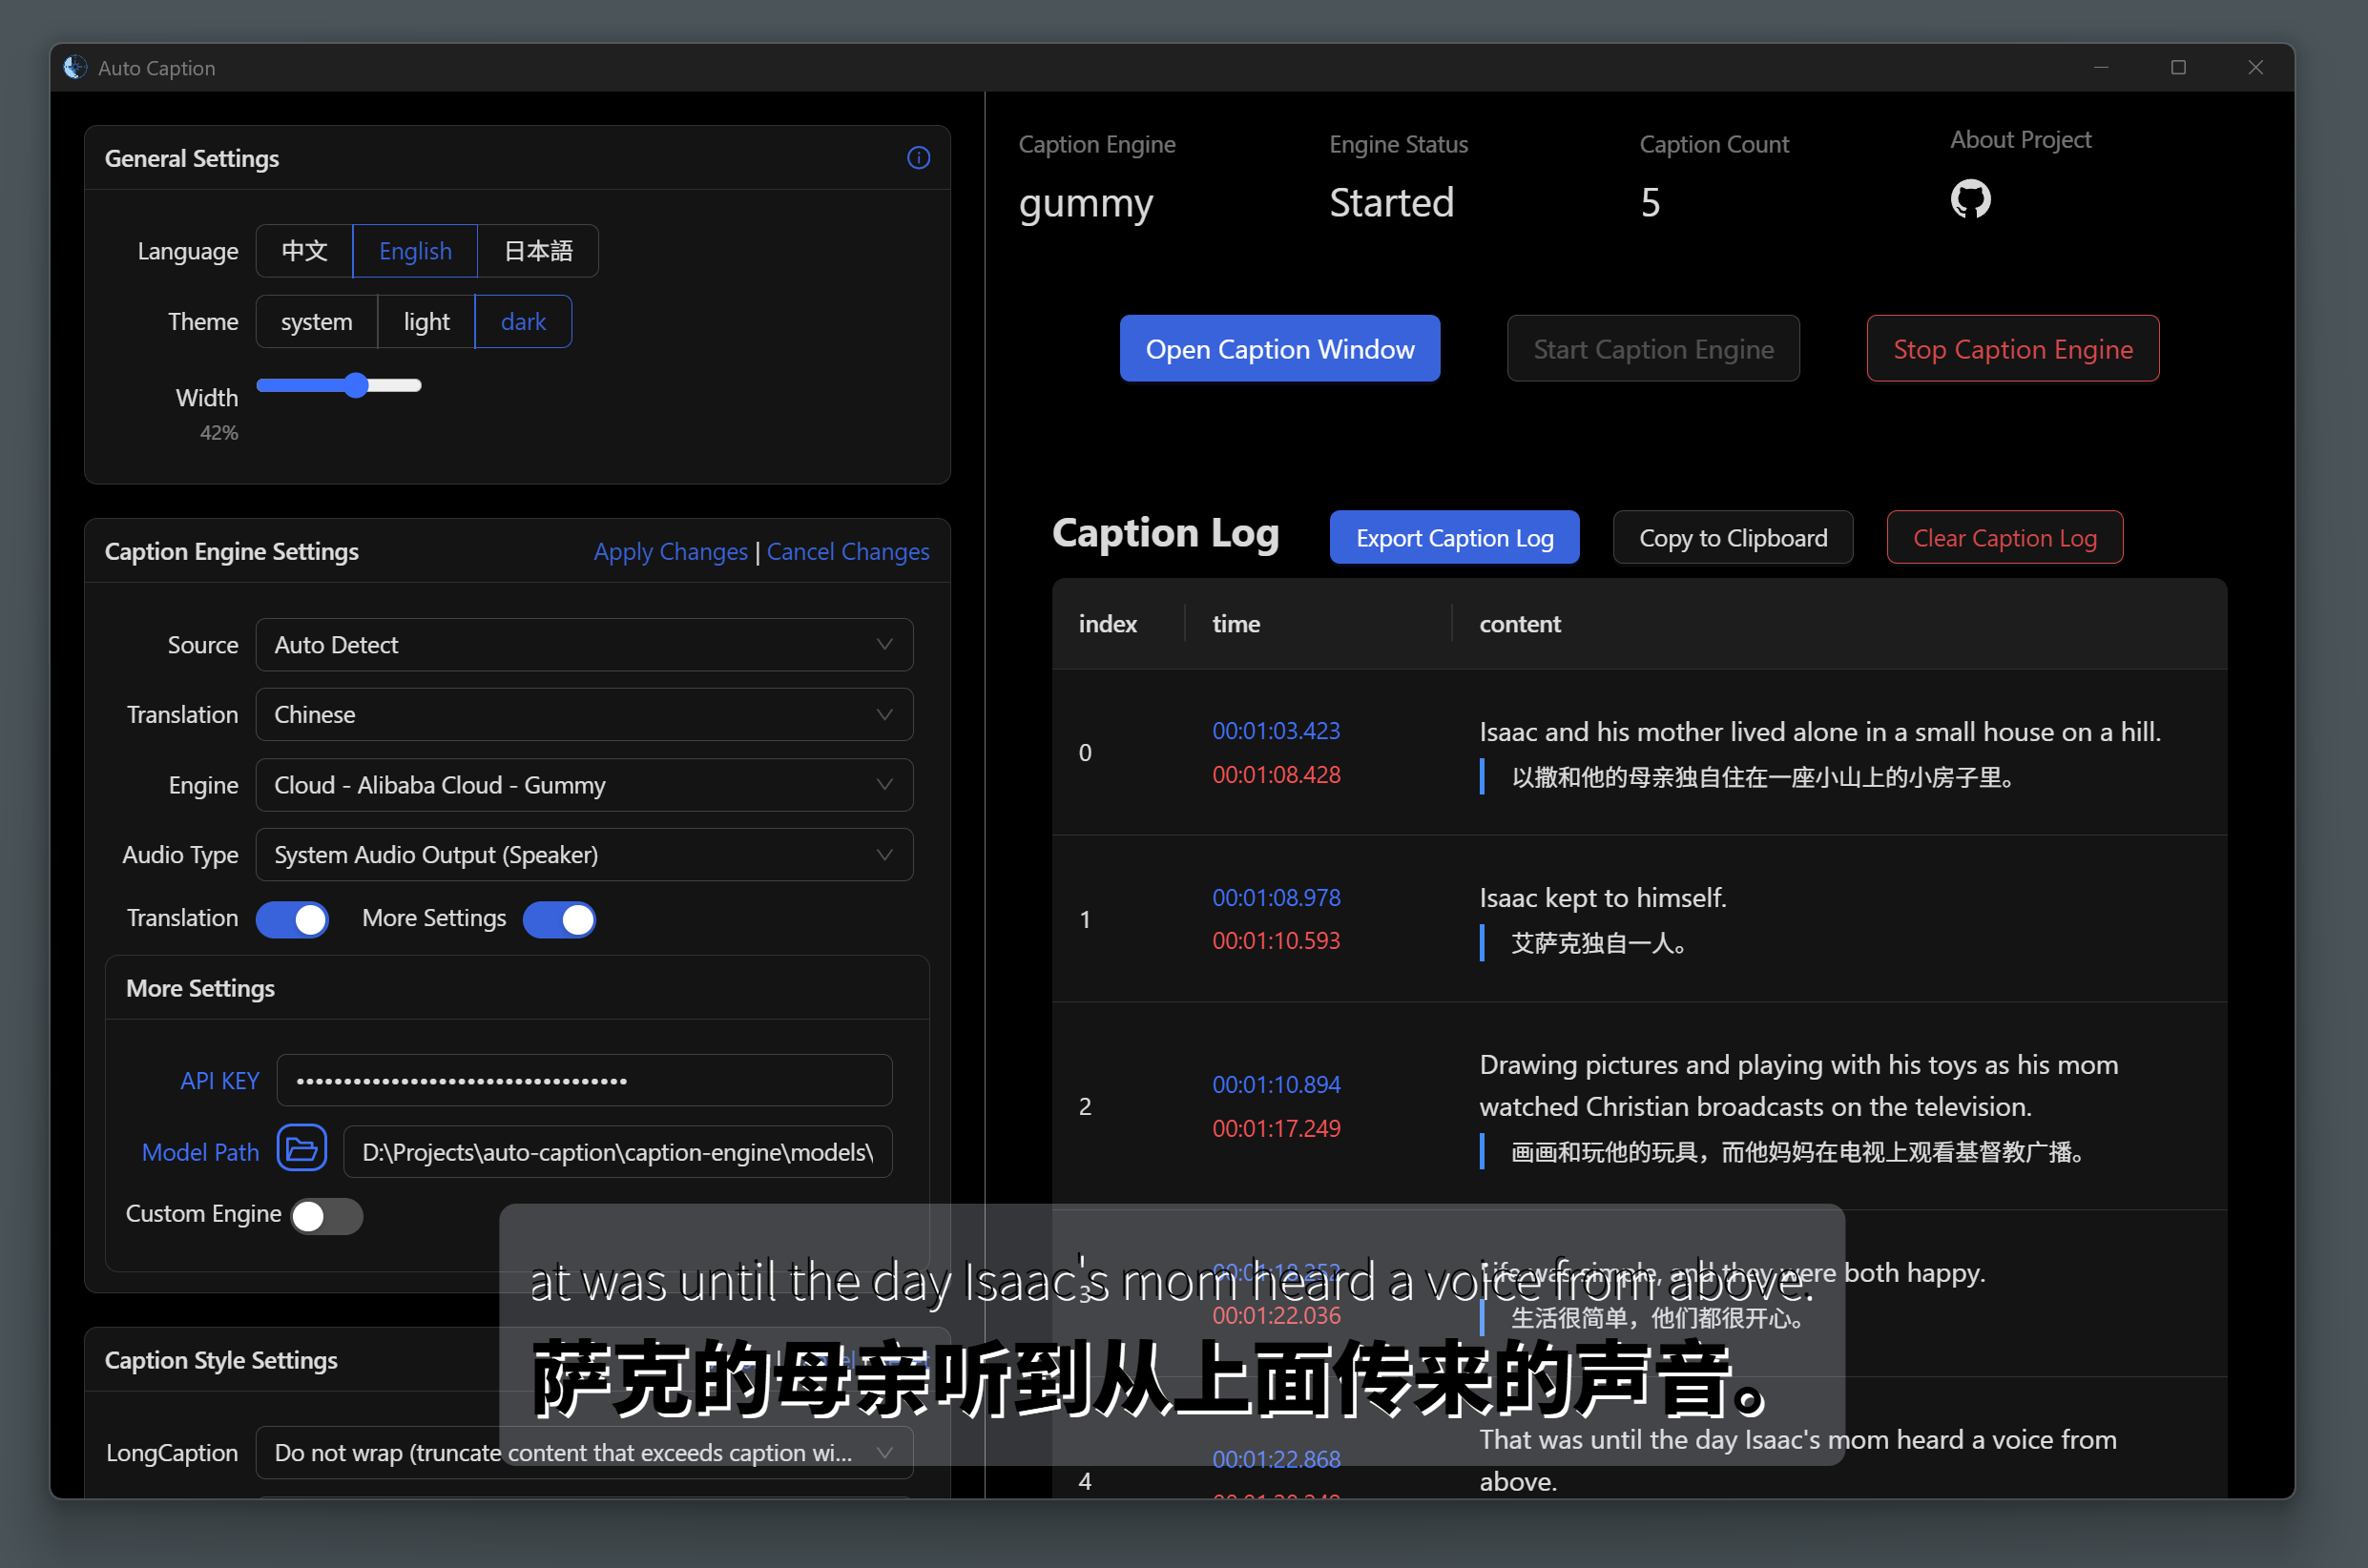 Auto Caption
General Settings
Language
中文
English
日本語
Theme
system
light
dark
Width
42%
Caption Engine Settings
Apply Changes | Cancel Changes
Source
Auto Detect
Translation
Chinese
Engine
Cloud - Alibaba Cloud - Gummy
Audio Type
System Audio Output (Speaker)
Translation
More Settings
More Settings
API KEY
Model Path
D:\Projects\auto-caption\caption-engine\models\
Custom Engine
Caption Style Settings
LongCaption
Do not wrap (truncate content that exceeds caption wi...
Caption Engine
gummy
Engine Status
Started
Caption Count
5
About Project
Open Caption Window
Start Caption Engine
Stop Caption Engine
Caption Log
Export Caption Log
Copy to Clipboard
Clear Caption Log
index
time
content
0
00:01:03.423
00:01:08.428
Isaac and his mother lived alone in a small house on a hill.
以撒和他的母亲独自住在一座小山上的小房子里。
1
00:01:08.978
00:01:10.593
Isaac kept to himself.
艾萨克独自一人。
2
00:01:10.894
00:01:17.249
Drawing pictures and playing with his toys as his mom
watched Christian broadcasts on the television.
画画和玩他的玩具，而他妈妈在电视上观看基督教广播。
3
00:01:18.252
00:01:22.036
Life was simple, and they were both happy.
生活很简单，他们都很开心。
4
00:01:22.868
That was until the day Isaac's mom heard a voice from
above.
at was until the day Isaac's mom heard a voice from above.
萨克的母亲听到从上面传来的声音。